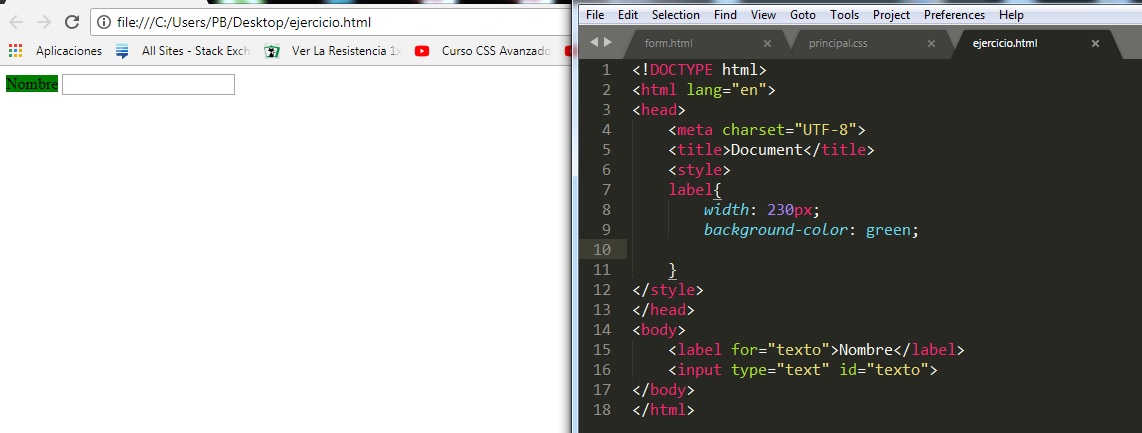 file:///C:/Users/PB/Desktop/ejercicio.html
Aplicaciones All Sites - Stack Exch Ver La Resistencia 1x Curso CSS Avanzado
Nombre
File Edit Selection Find View Goto Tools Project Preferences Help
form.html principal.css ejercicio.html
1 <!DOCTYPE html>
2 <html lang="en">
3 <head>
4 <meta charset="UTF-8">
5 <title>Document</title>
6 <style>
7 label{
8 width: 230px;
9 background-color: green;
10
11 }
12 </style>
13 </head>
14 <body>
15 <label for="texto">Nombre</label>
16 <input type="text" id="texto">
17 </body>
18 </html>